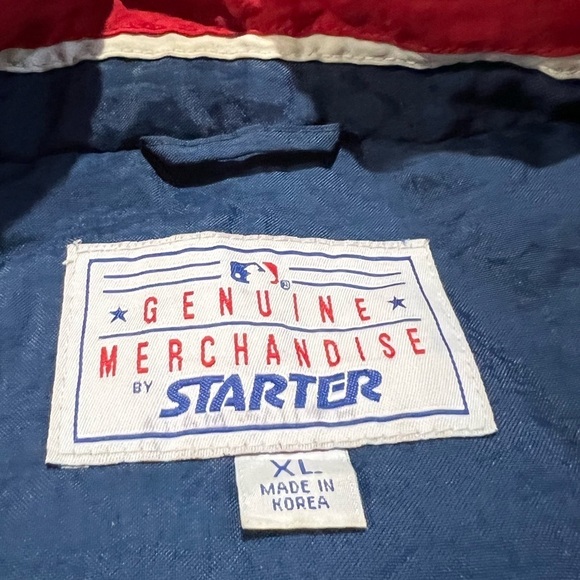 GENUINE
MERCHANDISE
BY STARTER
XL
MADE IN
KOREA